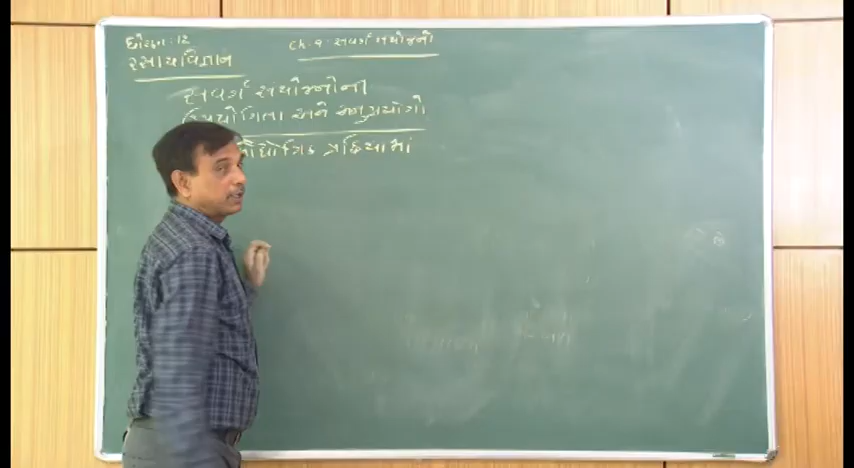 ધોરણ: 12
રસાયણવિજ્ઞાન
Ch. 9 : સવર્ગ સંયોજનો
સવર્ગ સંયોજનોની
ઉપયોગિતા અને અનુપ્રયોગો
પ્રક્રિયામાં